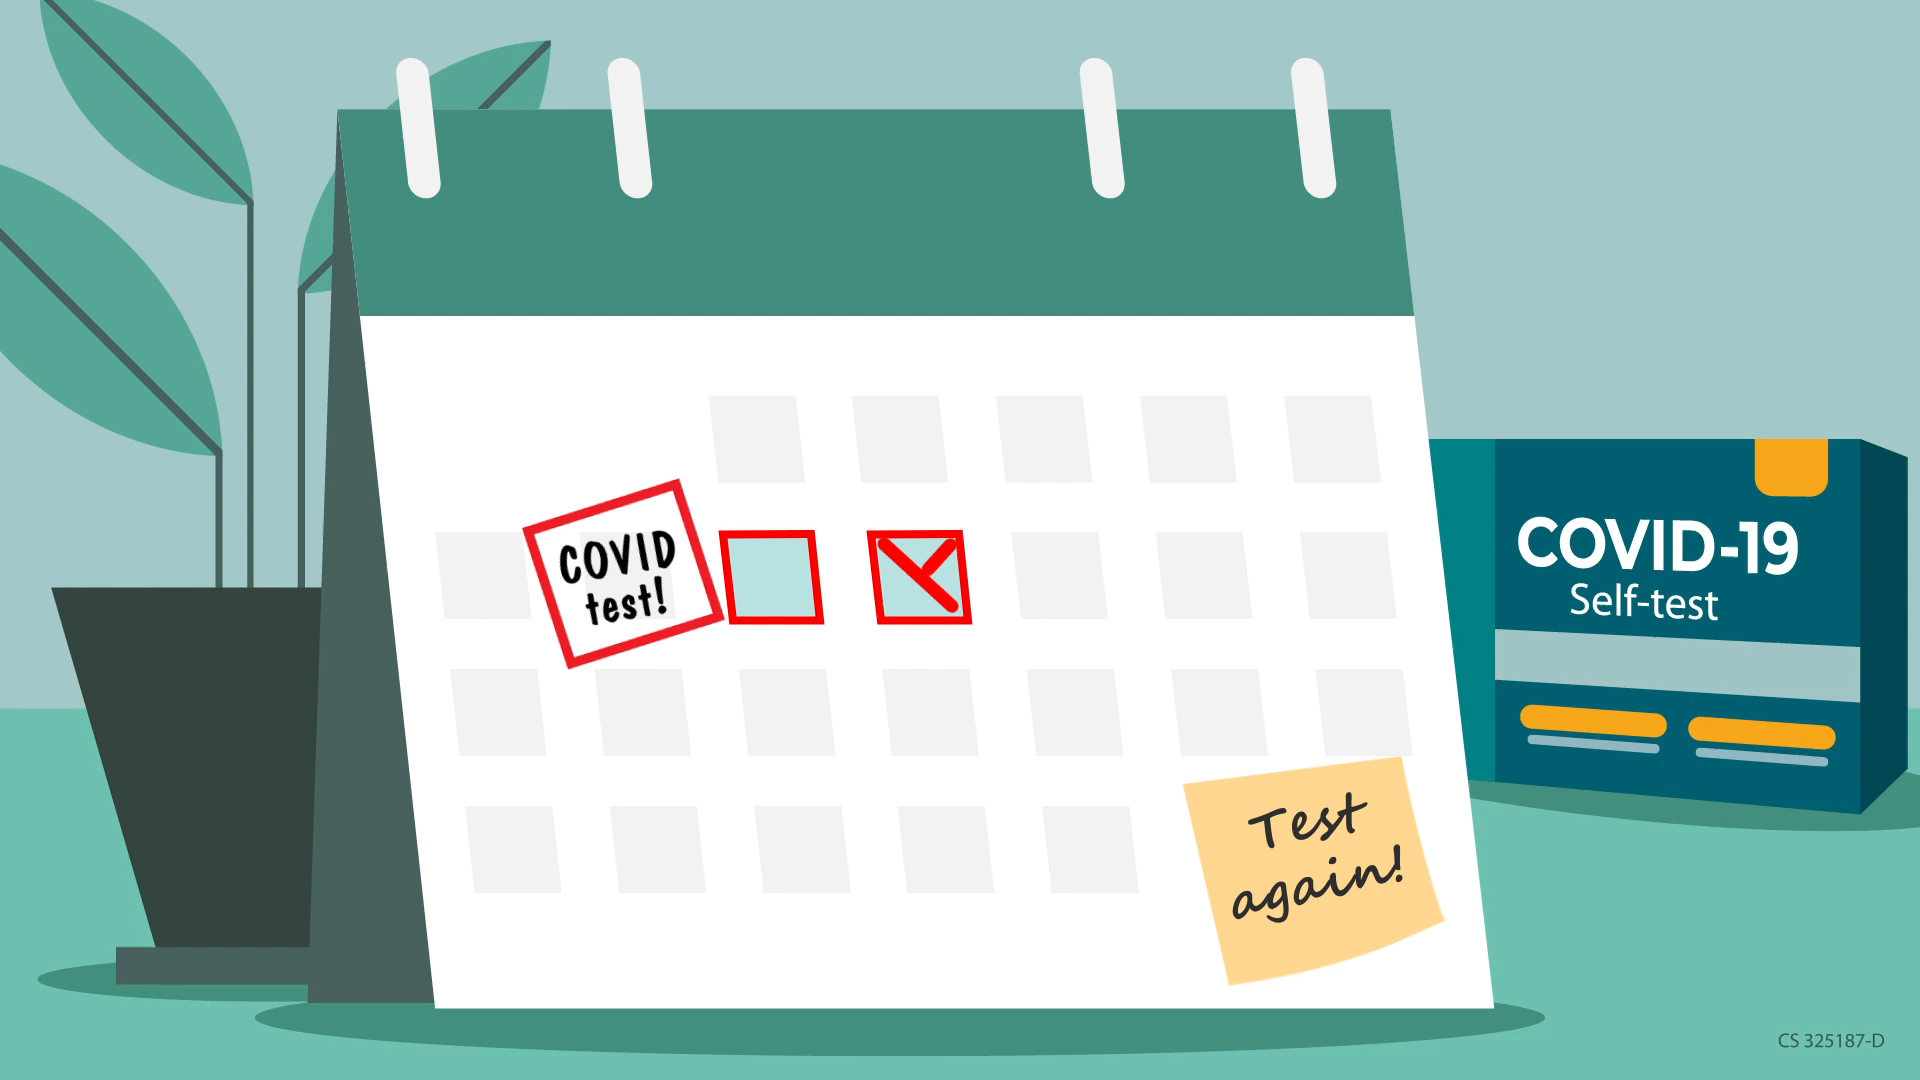 COVID
test!
COVID-19
Self-test
Test
again!
CS 325187-D